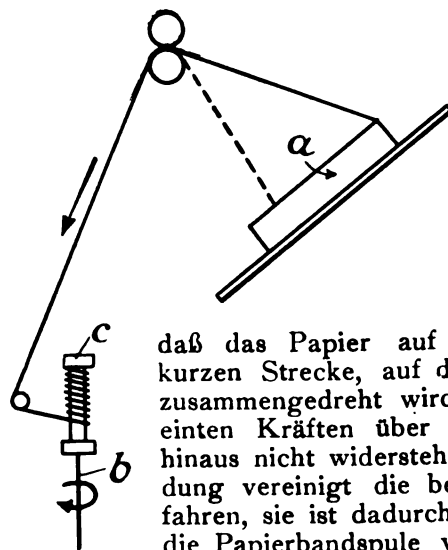 a
c
b
daß das Papier auf
kurzen Strecke, auf d
zusammengedreht wird
einten Kräften über
hinaus nicht widersteh
dung vereinigt die be
fahren, sie ist dadurch
die Papierbandspule